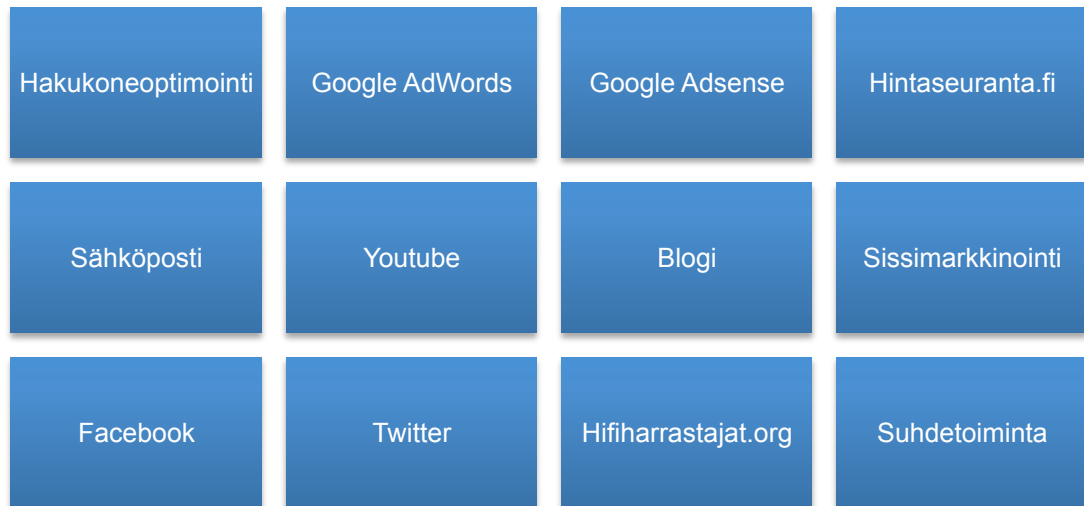 Hakukoneoptimointi
Google AdWords
Google Adsense
Hintaseuranta.fi
Sähköposti
Youtube
Blogi
Sissimarkkinointi
Facebook
Twitter
Hifiharrastajat.org
Suhdetoiminta